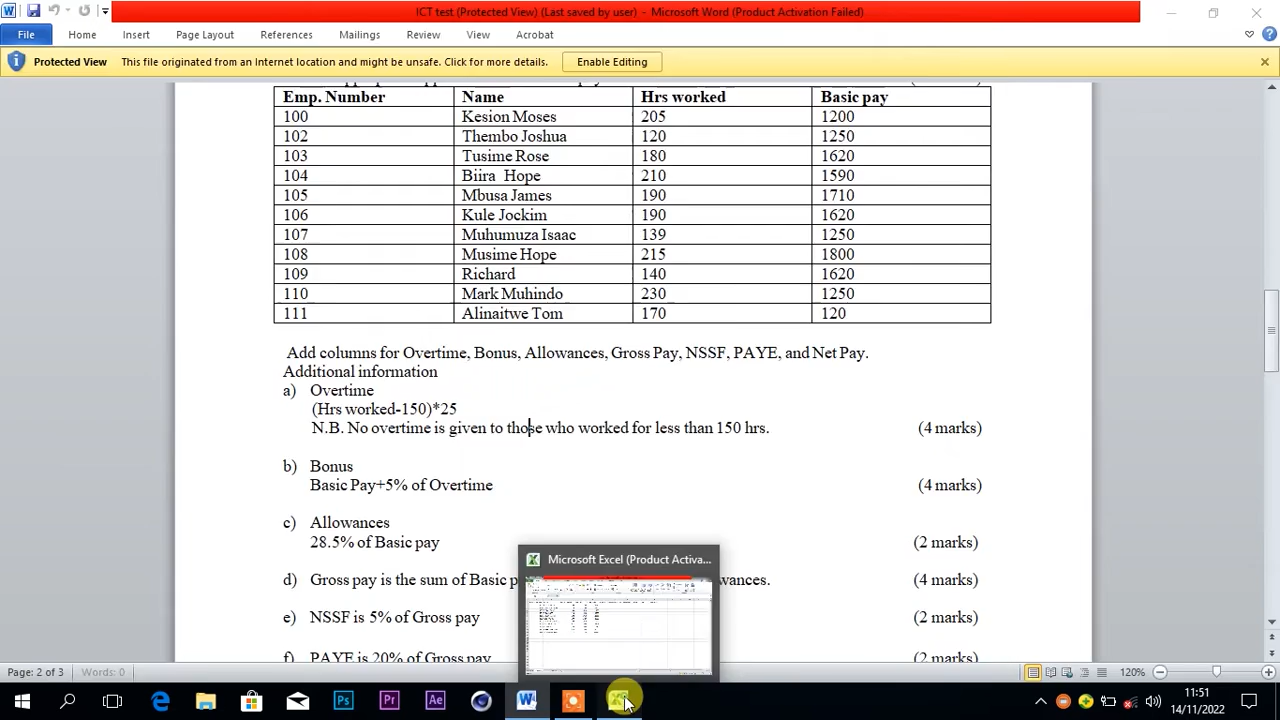 ICT test (Protected View) (Last saved by user) - Microsoft Word (Product Activation Failed)
File Home Insert Page Layout References Mailings Review View Acrobat
Protected View This file originated from an Internet location and might be unsafe. Click for more details. Enable Editing
Emp. Number Name Hrs worked Basic pay
100 Kesion Moses 205 1200
102 Thembo Joshua 120 1250
103 Tusime Rose 180 1620
104 Biira Hope 210 1590
105 Mbusa James 190 1710
106 Kule Jockim 190 1620
107 Muhumuza Isaac 139 1250
108 Musime Hope 215 1800
109 Richard 140 1620
110 Mark Muhindo 230 1250
111 Alinaitwe Tom 170 120
Add columns for Overtime, Bonus, Allowances, Gross Pay, NSSF, PAYE, and Net Pay.
Additional information
a) Overtime
(Hrs worked-150)*25
N.B. No overtime is given to those who worked for less than 150 hrs. (4 marks)
b) Bonus
Basic Pay+5% of Overtime (4 marks)
c) Allowances
28.5% of Basic pay (2 marks)
Microsoft Excel (Product Activa...
d) Gross pay is the sum of Basic (4 marks)
e) NSSF is 5% of Gross pay (2 marks)
f) PAYE is 20% of Gross pay (2 marks)
Page: 2 of 3 Words: 0 120%
Ps Pr Ae W
11:51
14/11/2022